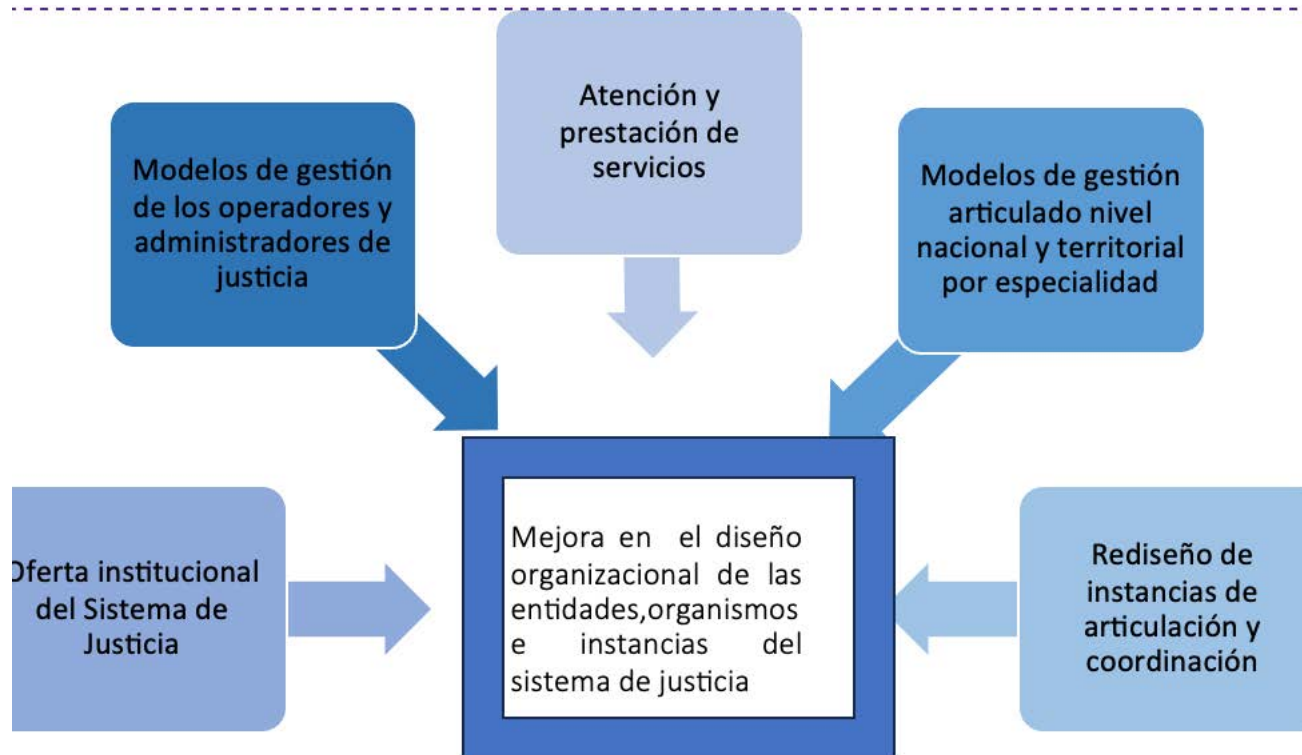 Atención y
prestación de
servicios
Modelos de gestión
de los operadores y
administradores de
justicia
Modelos de gestión
articulado nivel
nacional y territorial
por especialidad
Oferta institucional
del Sistema de
Justicia
Mejora en el diseño
organizacional de las
entidades,organismos
e instancias del
sistema de justicia
Rediseño de
instancias de
articulación y
coordinación